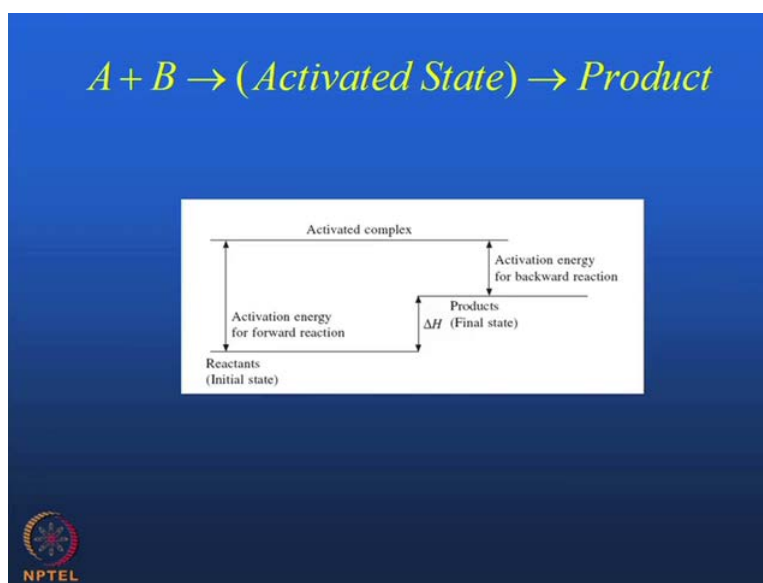 A + B → (Activated State) → Product
Activated complex
Activation energy
for backward reaction
Activation energy
for forward reaction
ΔH
Products
(Final state)
Reactants
(Initial state)
NPTEL